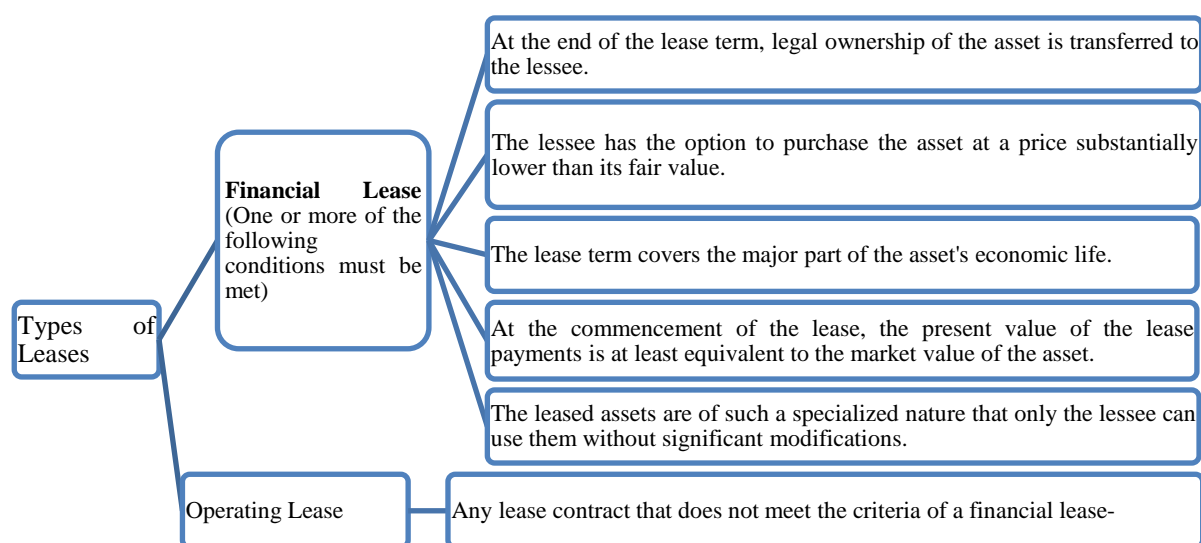 Types of
Leases
Financial Lease
(One or more of the
following
conditions must be
met)
At the end of the lease term, legal ownership of the asset is transferred to
the lessee.
The lessee has the option to purchase the asset at a price substantially
lower than its fair value.
The lease term covers the major part of the asset's economic life.
At the commencement of the lease, the present value of the lease
payments is at least equivalent to the market value of the asset.
The leased assets are of such a specialized nature that only the lessee can
use them without significant modifications.
Operating Lease
Any lease contract that does not meet the criteria of a financial lease-